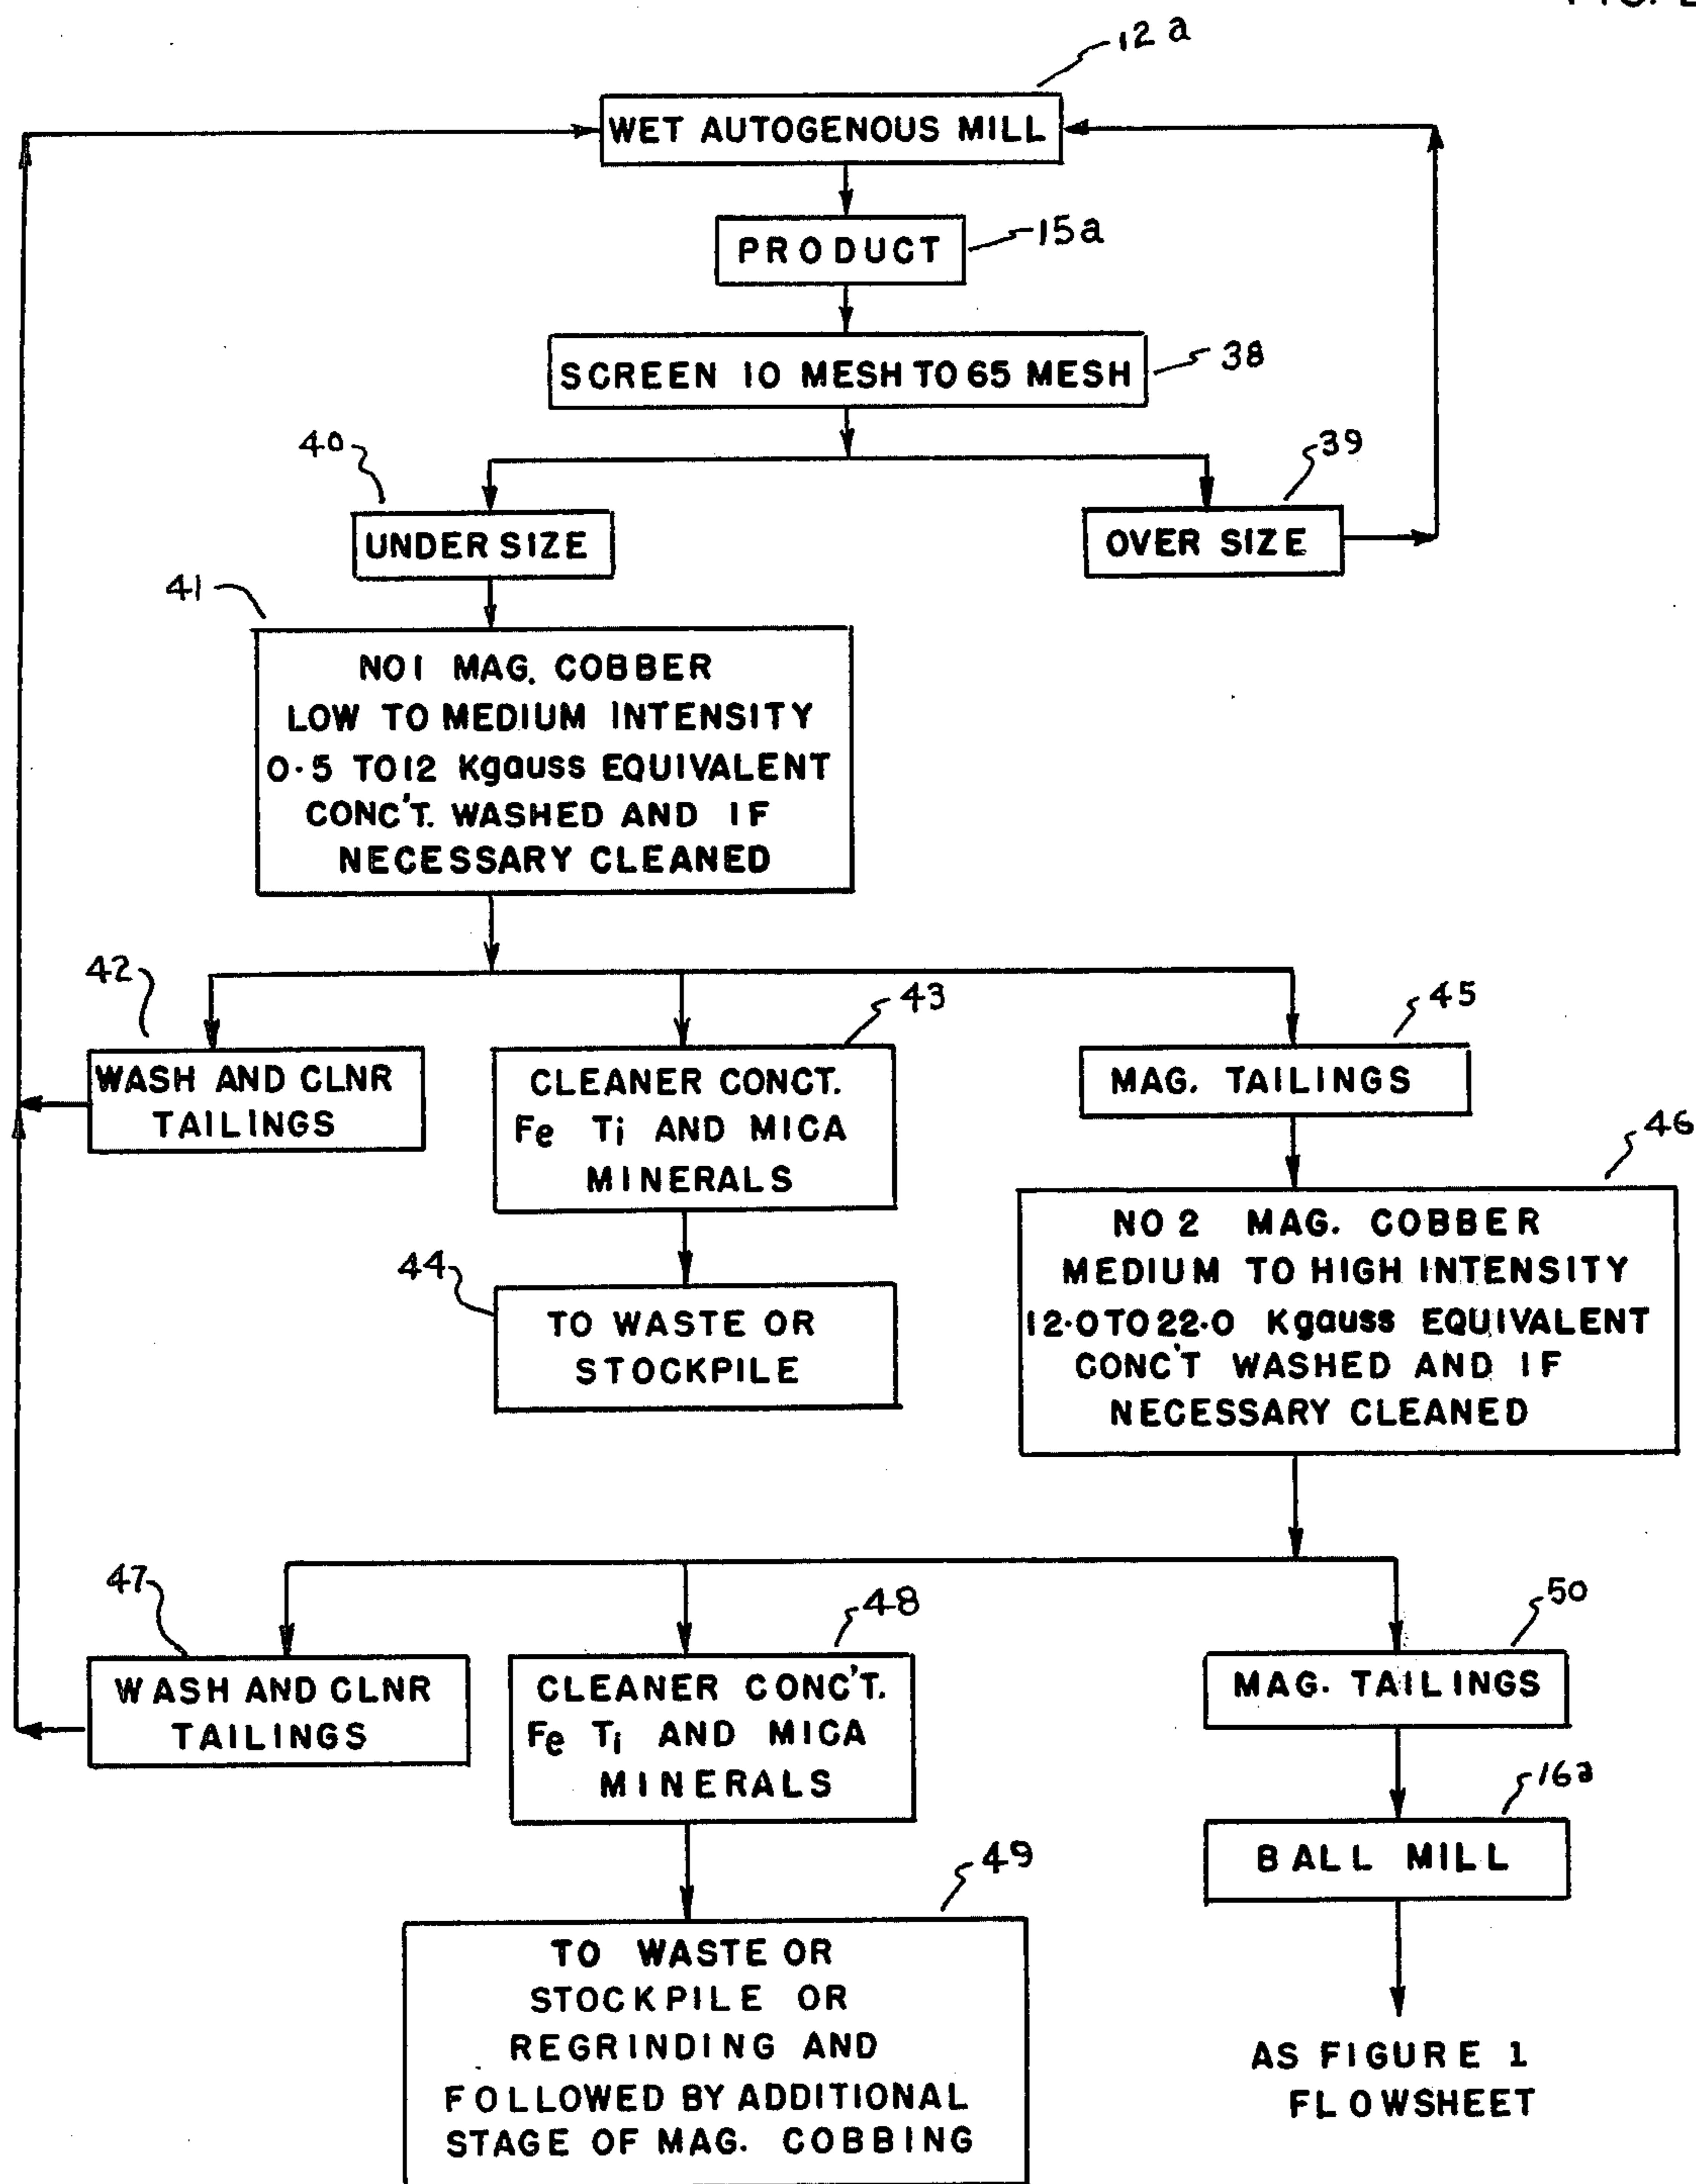 12a
WET AUTOGENOUS MILL
PRODUCT
15a
SCREEN 10 MESH TO 65 MESH
38
40
39
UNDER SIZE
OVER SIZE
41
NO1 MAG. COBBER
LOW TO MEDIUM INTENSITY
0.5 TO 12 Kgauss EQUIVALENT
CONC'T. WASHED AND IF
NECESSARY CLEANED
42
43
45
WASH AND CLNR
TAILINGS
CLEANER CONCT.
Fe Ti AND MICA
MINERALS
MAG. TAILINGS
46
44
TO WASTE OR
STOCKPILE
NO 2 MAG. COBBER
MEDIUM TO HIGH INTENSITY
12.0 TO 22.0 Kgauss EQUIVALENT
CONC'T WASHED AND IF
NECESSARY CLEANED
47
48
50
WASH AND CLNR
TAILINGS
CLEANER CONC'T.
Fe Ti AND MICA
MINERALS
MAG. TAILINGS
16a
BALL MILL
49
TO WASTE OR
STOCKPILE OR
REGRINDING AND
FOLLOWED BY ADDITIONAL
STAGE OF MAG. COBBING
AS FIGURE 1
FLOWSHEET